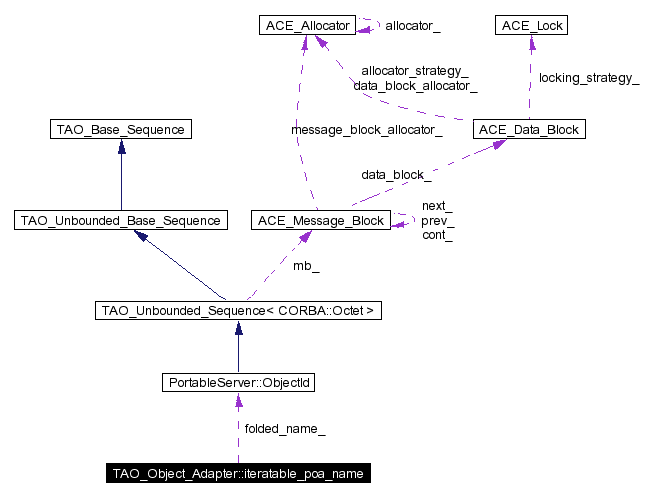 ACE_Allocator
allocator_
ACE_Lock
allocator_strategy_
data_block_allocator_
locking_strategy_
TAO_Base_Sequence
message_block_allocator_
ACE_Data_Block
data_block_
TAO_Unbounded_Base_Sequence
ACE_Message_Block
next_
prev_
cont_
mb_
TAO_Unbounded_Sequence< CORBA::Octet >
PortableServer::ObjectId
folded_name_
TAO_Object_Adapter::iteratable_poa_name